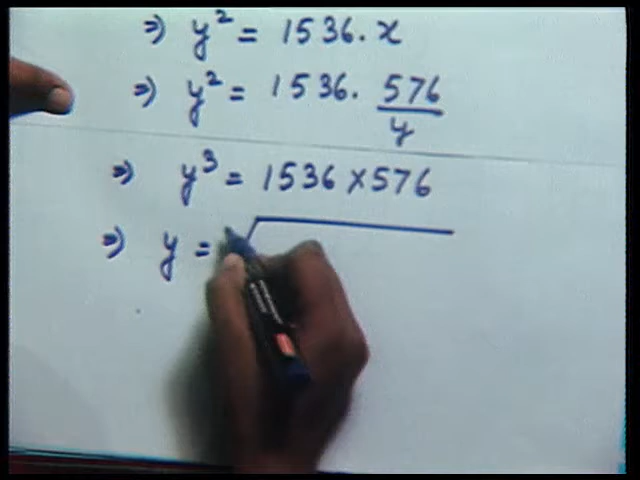 ⇒ y² = 1536. x
⇒ y² = 1536. 576/y
⇒ y³ = 1536 × 576
⇒ y = √